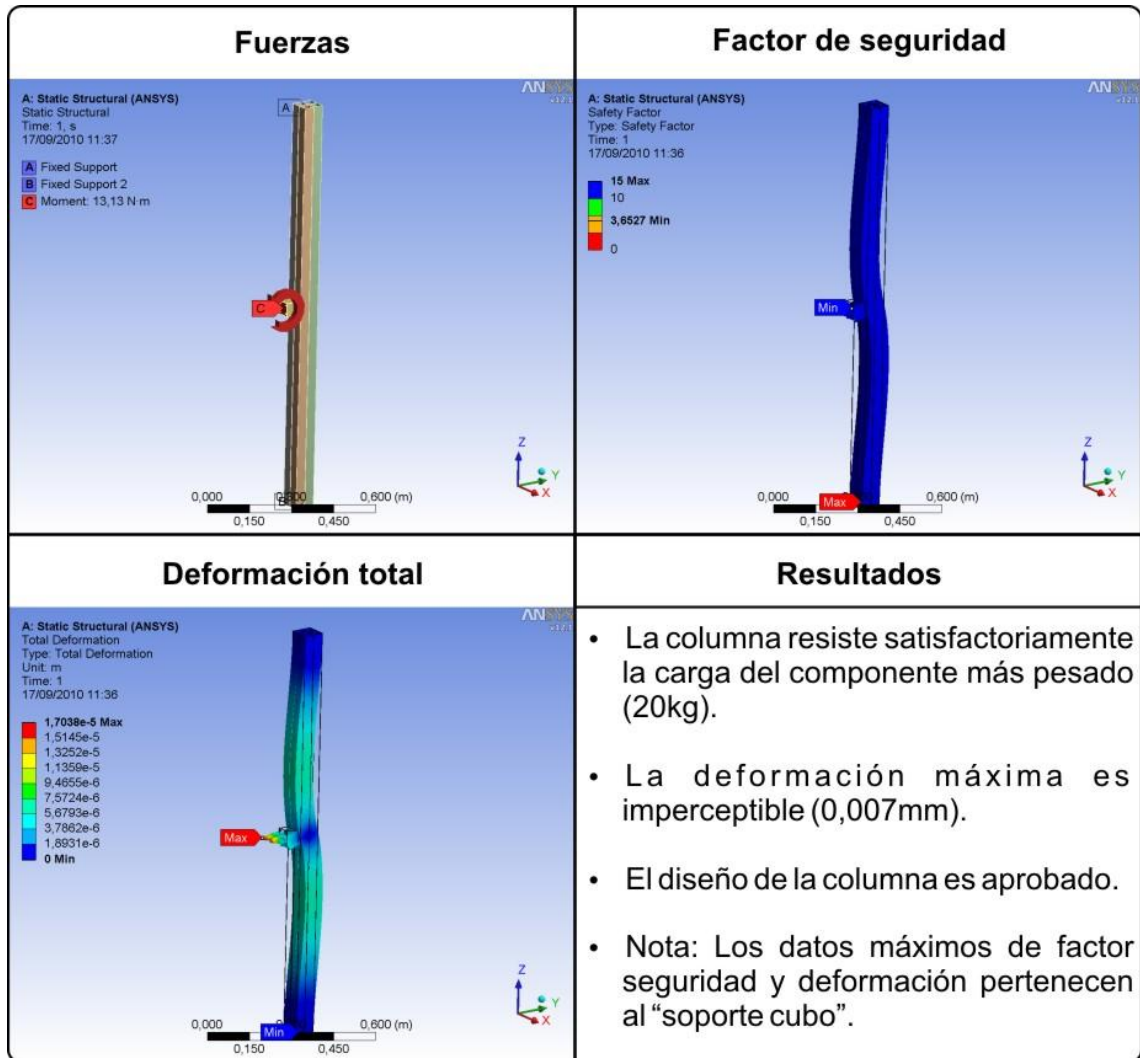 Fuerzas
A: Static Structural (ANSYS)
Static Structural
Time: 1, s
17/09/2010 11:37
A Fixed Support
B Fixed Support 2
C Moment: 13,13 N·m
A
C
B
0,000 0,300 0,600 (m)
0,150 0,450
Z
Y
X
Factor de seguridad
A: Static Structural (ANSYS)
Safety Factor
Type: Safety Factor
Time: 1
17/09/2010 11:36
15 Max
10
3,6527 Min
0
Min
Max
0,000 0,600 (m)
0,150 0,450
Z
Y
X
Deformación total
A: Static Structural (ANSYS)
Total Deformation
Type: Total Deformation
Unit: m
Time: 1
17/09/2010 11:36
1,7038e-5 Max
1,5145e-5
1,3252e-5
1,1359e-5
9,4655e-6
7,5724e-6
5,6793e-6
3,7862e-6
1,8931e-6
0 Min
Max
Min
0,000 0,600 (m)
0,150 0,450
Z
Y
X
Resultados
• La columna resiste satisfactoriamente
la carga del componente más pesado
(20kg).
• La deformación máxima es
imperceptible (0,007mm).
• El diseño de la columna es aprobado.
• Nota: Los datos máximos de factor
seguridad y deformación pertenecen
al “soporte cubo”.